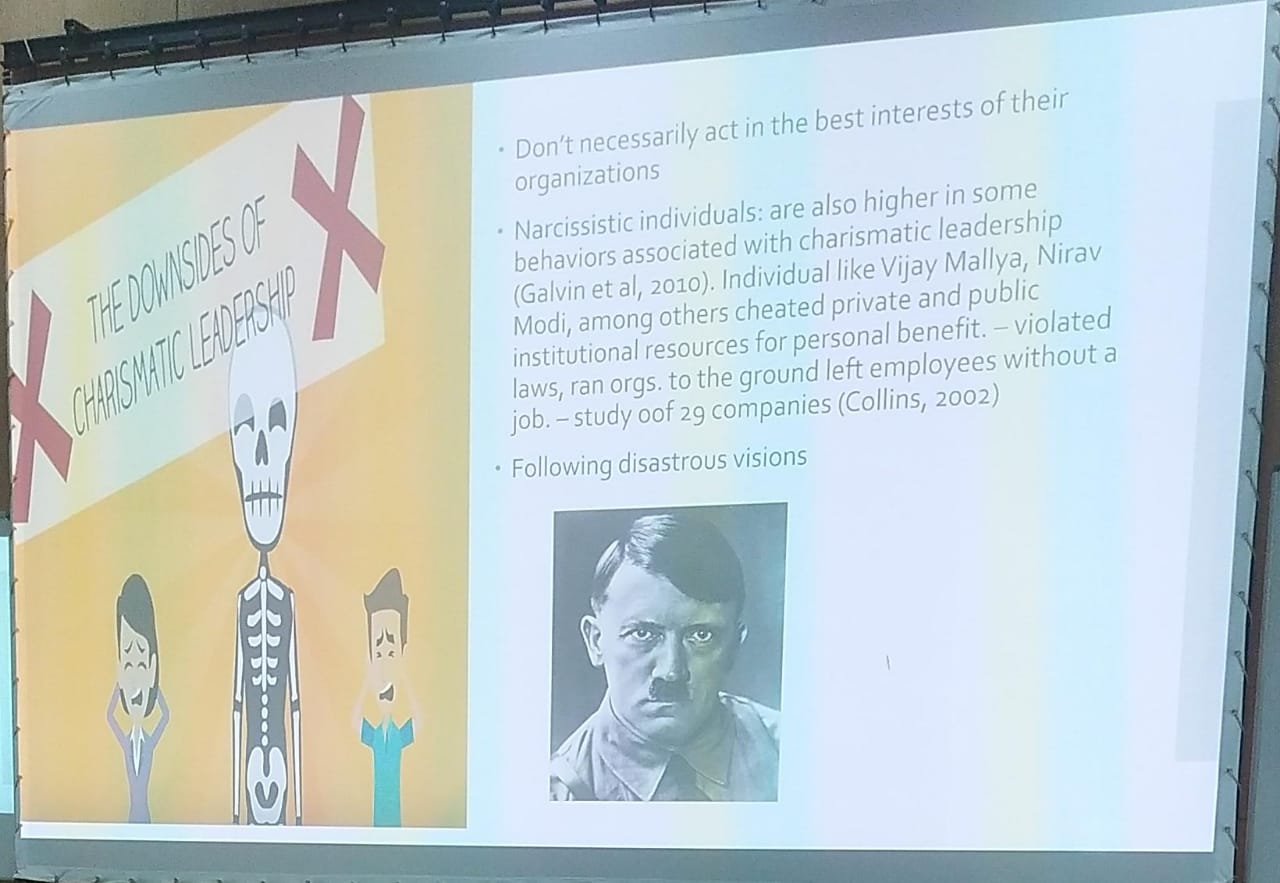 THE DOWNSIDES OF
CHARISMATIC LEADERSHIP
• Don't necessarily act in the best interests of their
organizations
• Narcissistic individuals: are also higher in some
behaviors associated with charismatic leadership
(Galvin et al, 2010). Individual like Vijay Mallya, Nirav
Modi, among others cheated private and public
institutional resources for personal benefit. – violated
laws, ran orgs. to the ground left employees without a
job. – study oof 29 companies (Collins, 2002)
• Following disastrous visions